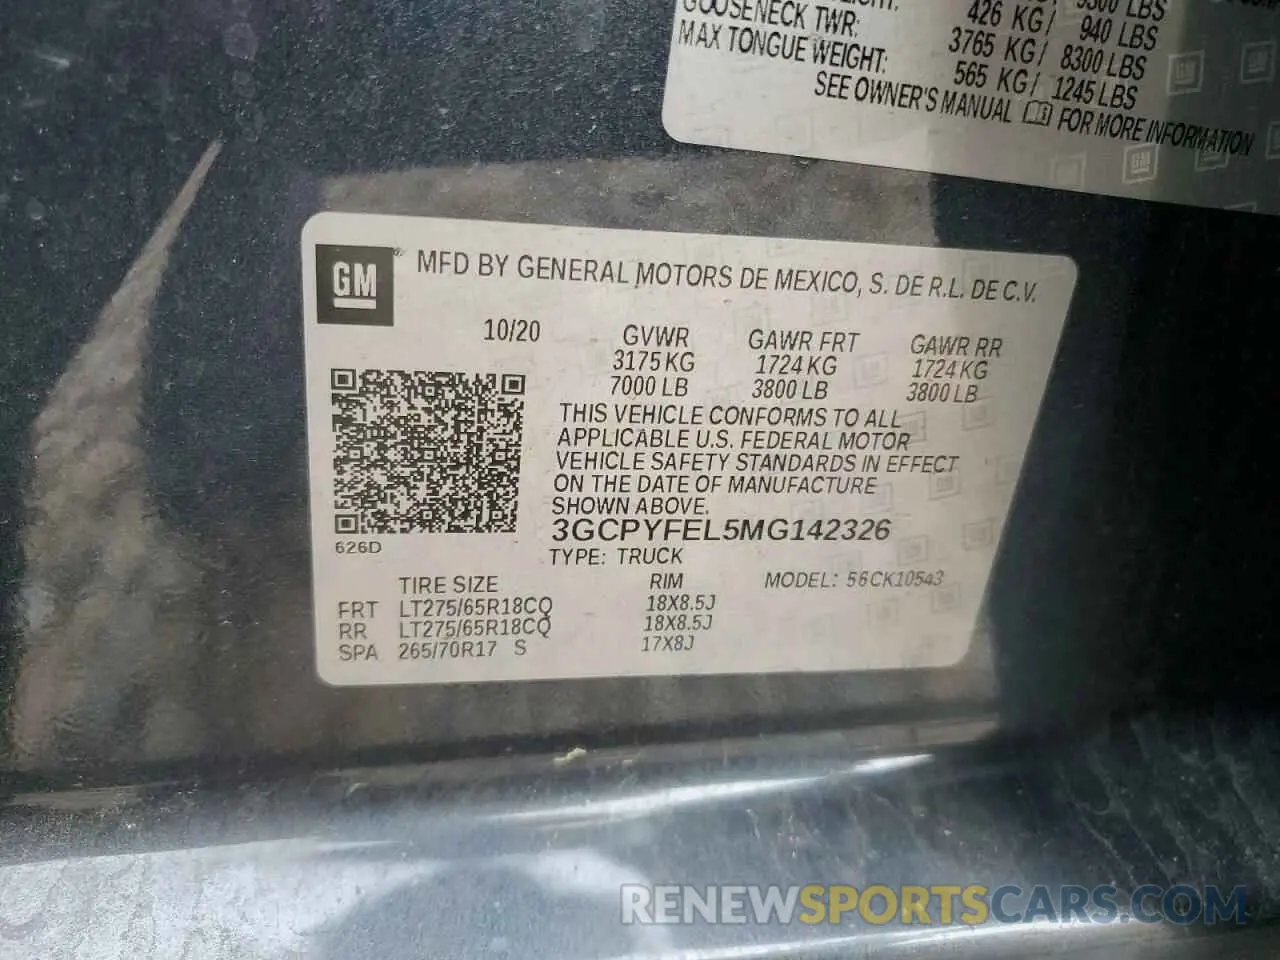 GOOSENECK TWR:
MAX TONGUE WEIGHT:
426 KG/ 940 LBS
3765 KG/ 8300 LBS
565 KG/ 1245 LBS
SEE OWNER'S MANUAL FOR MORE INFORMATION
GM
MFD BY GENERAL MOTORS DE MEXICO, S. DE R.L. DE C.V.
10/20 GVWR GAWR FRT GAWR RR
3175 KG 1724 KG 1724 KG
7000 LB 3800 LB 3800 LB
THIS VEHICLE CONFORMS TO ALL
APPLICABLE U.S. FEDERAL MOTOR
VEHICLE SAFETY STANDARDS IN EFFECT
ON THE DATE OF MANUFACTURE
SHOWN ABOVE.
3GCPYFEL5MG142326
626D
TYPE: TRUCK
TIRE SIZE RIM MODEL: 56CK10543
FRT LT275/65R18CQ 18X8.5J
RR LT275/65R18CQ 18X8.5J
SPA 265/70R17 S 17X8J
RENEWSPORTSCARS.COM